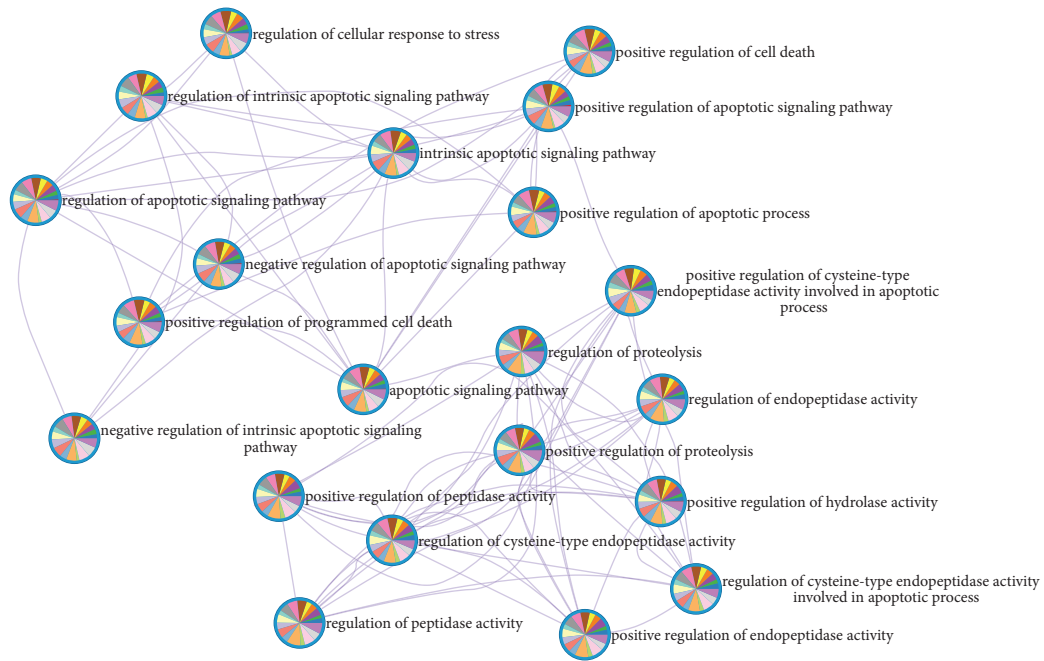 regulation of cellular response to stress
positive regulation of cell death
regulation of intrinsic apoptotic signaling pathway
positive regulation of apoptotic signaling pathway
intrinsic apoptotic signaling pathway
regulation of apoptotic signaling pathway
positive regulation of apoptotic process
negative regulation of apoptotic signaling pathway
positive regulation of cysteine-type
endopeptidase activity involved in apoptotic
process
positive regulation of programmed cell death
regulation of proteolysis
apoptotic signaling pathway
regulation of endopeptidase activity
negative regulation of intrinsic apoptotic signaling
pathway
positive regulation of proteolysis
positive regulation of peptidase activity
positive regulation of hydrolase activity
regulation of cysteine-type endopeptidase activity
regulation of cysteine-type endopeptidase activity
involved in apoptotic process
regulation of peptidase activity
positive regulation of endopeptidase activity